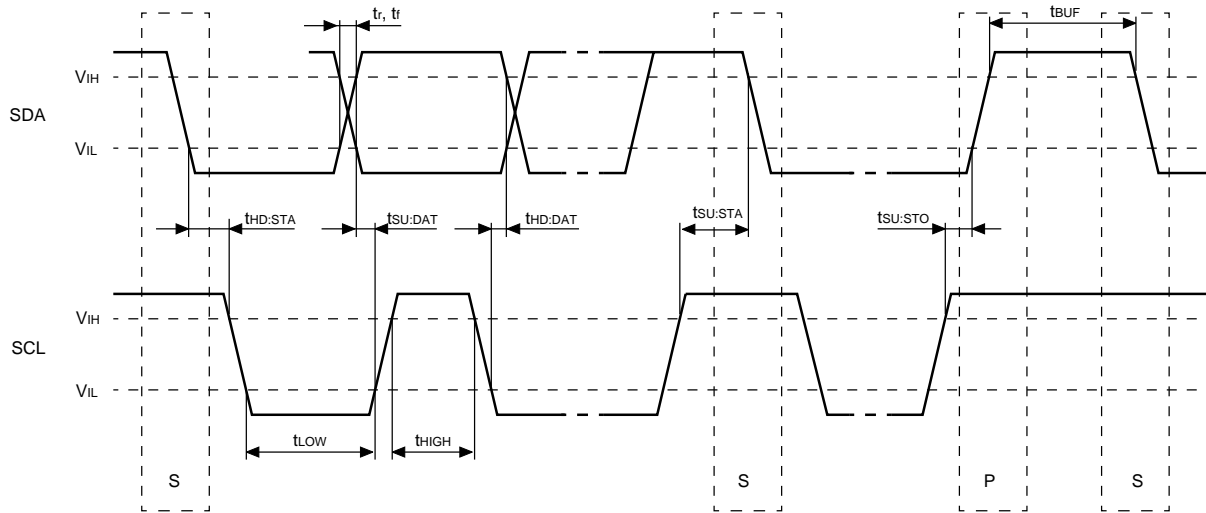 tr, tf
tBUF
VIH
SDA
VIL
tHD:STA
tSU:DAT
tHD:DAT
tSU:STA
tSU:STO
VIH
SCL
VIL
tLOW
tHIGH
S
S
P
S